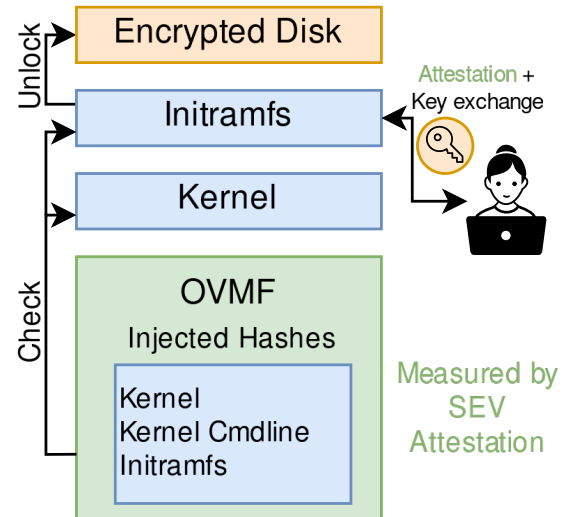 Encrypted Disk
Unlock
Attestation +
Key exchange
Initramfs
Kernel
Check
OVMF
Injected Hashes
Kernel
Kernel Cmdline
Initramfs
Measured by
SEV
Attestation